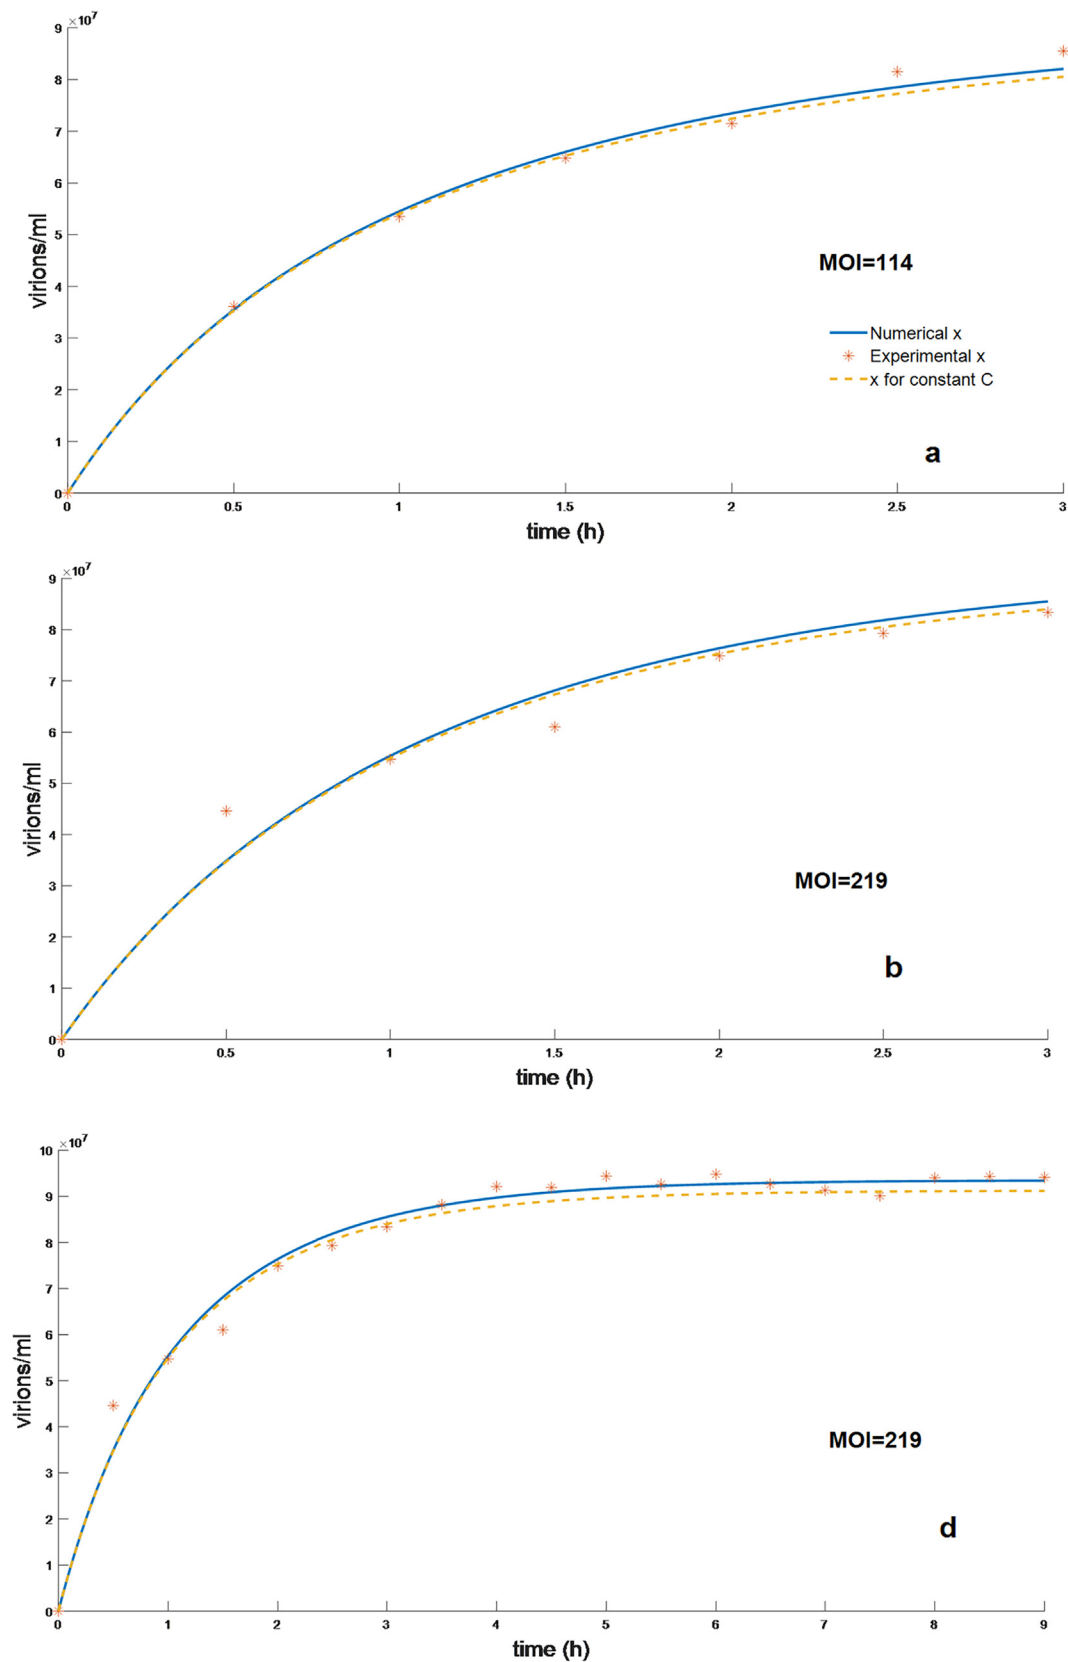 ×10⁷
9
8
7
6
5
4
3
2
1
0
virions/ml
MOI=114
Numerical x
Experimental x
x for constant C
a
0 0.5 1 1.5 2 2.5 3
time (h)
×10⁷
9
8
7
6
5
4
3
2
1
0
virions/ml
MOI=219
b
0 0.5 1 1.5 2 2.5 3
time (h)
×10⁷
10
9
8
7
6
5
4
3
2
1
0
virions/ml
MOI=219
d
0 1 2 3 4 5 6 7 8 9
time (h)